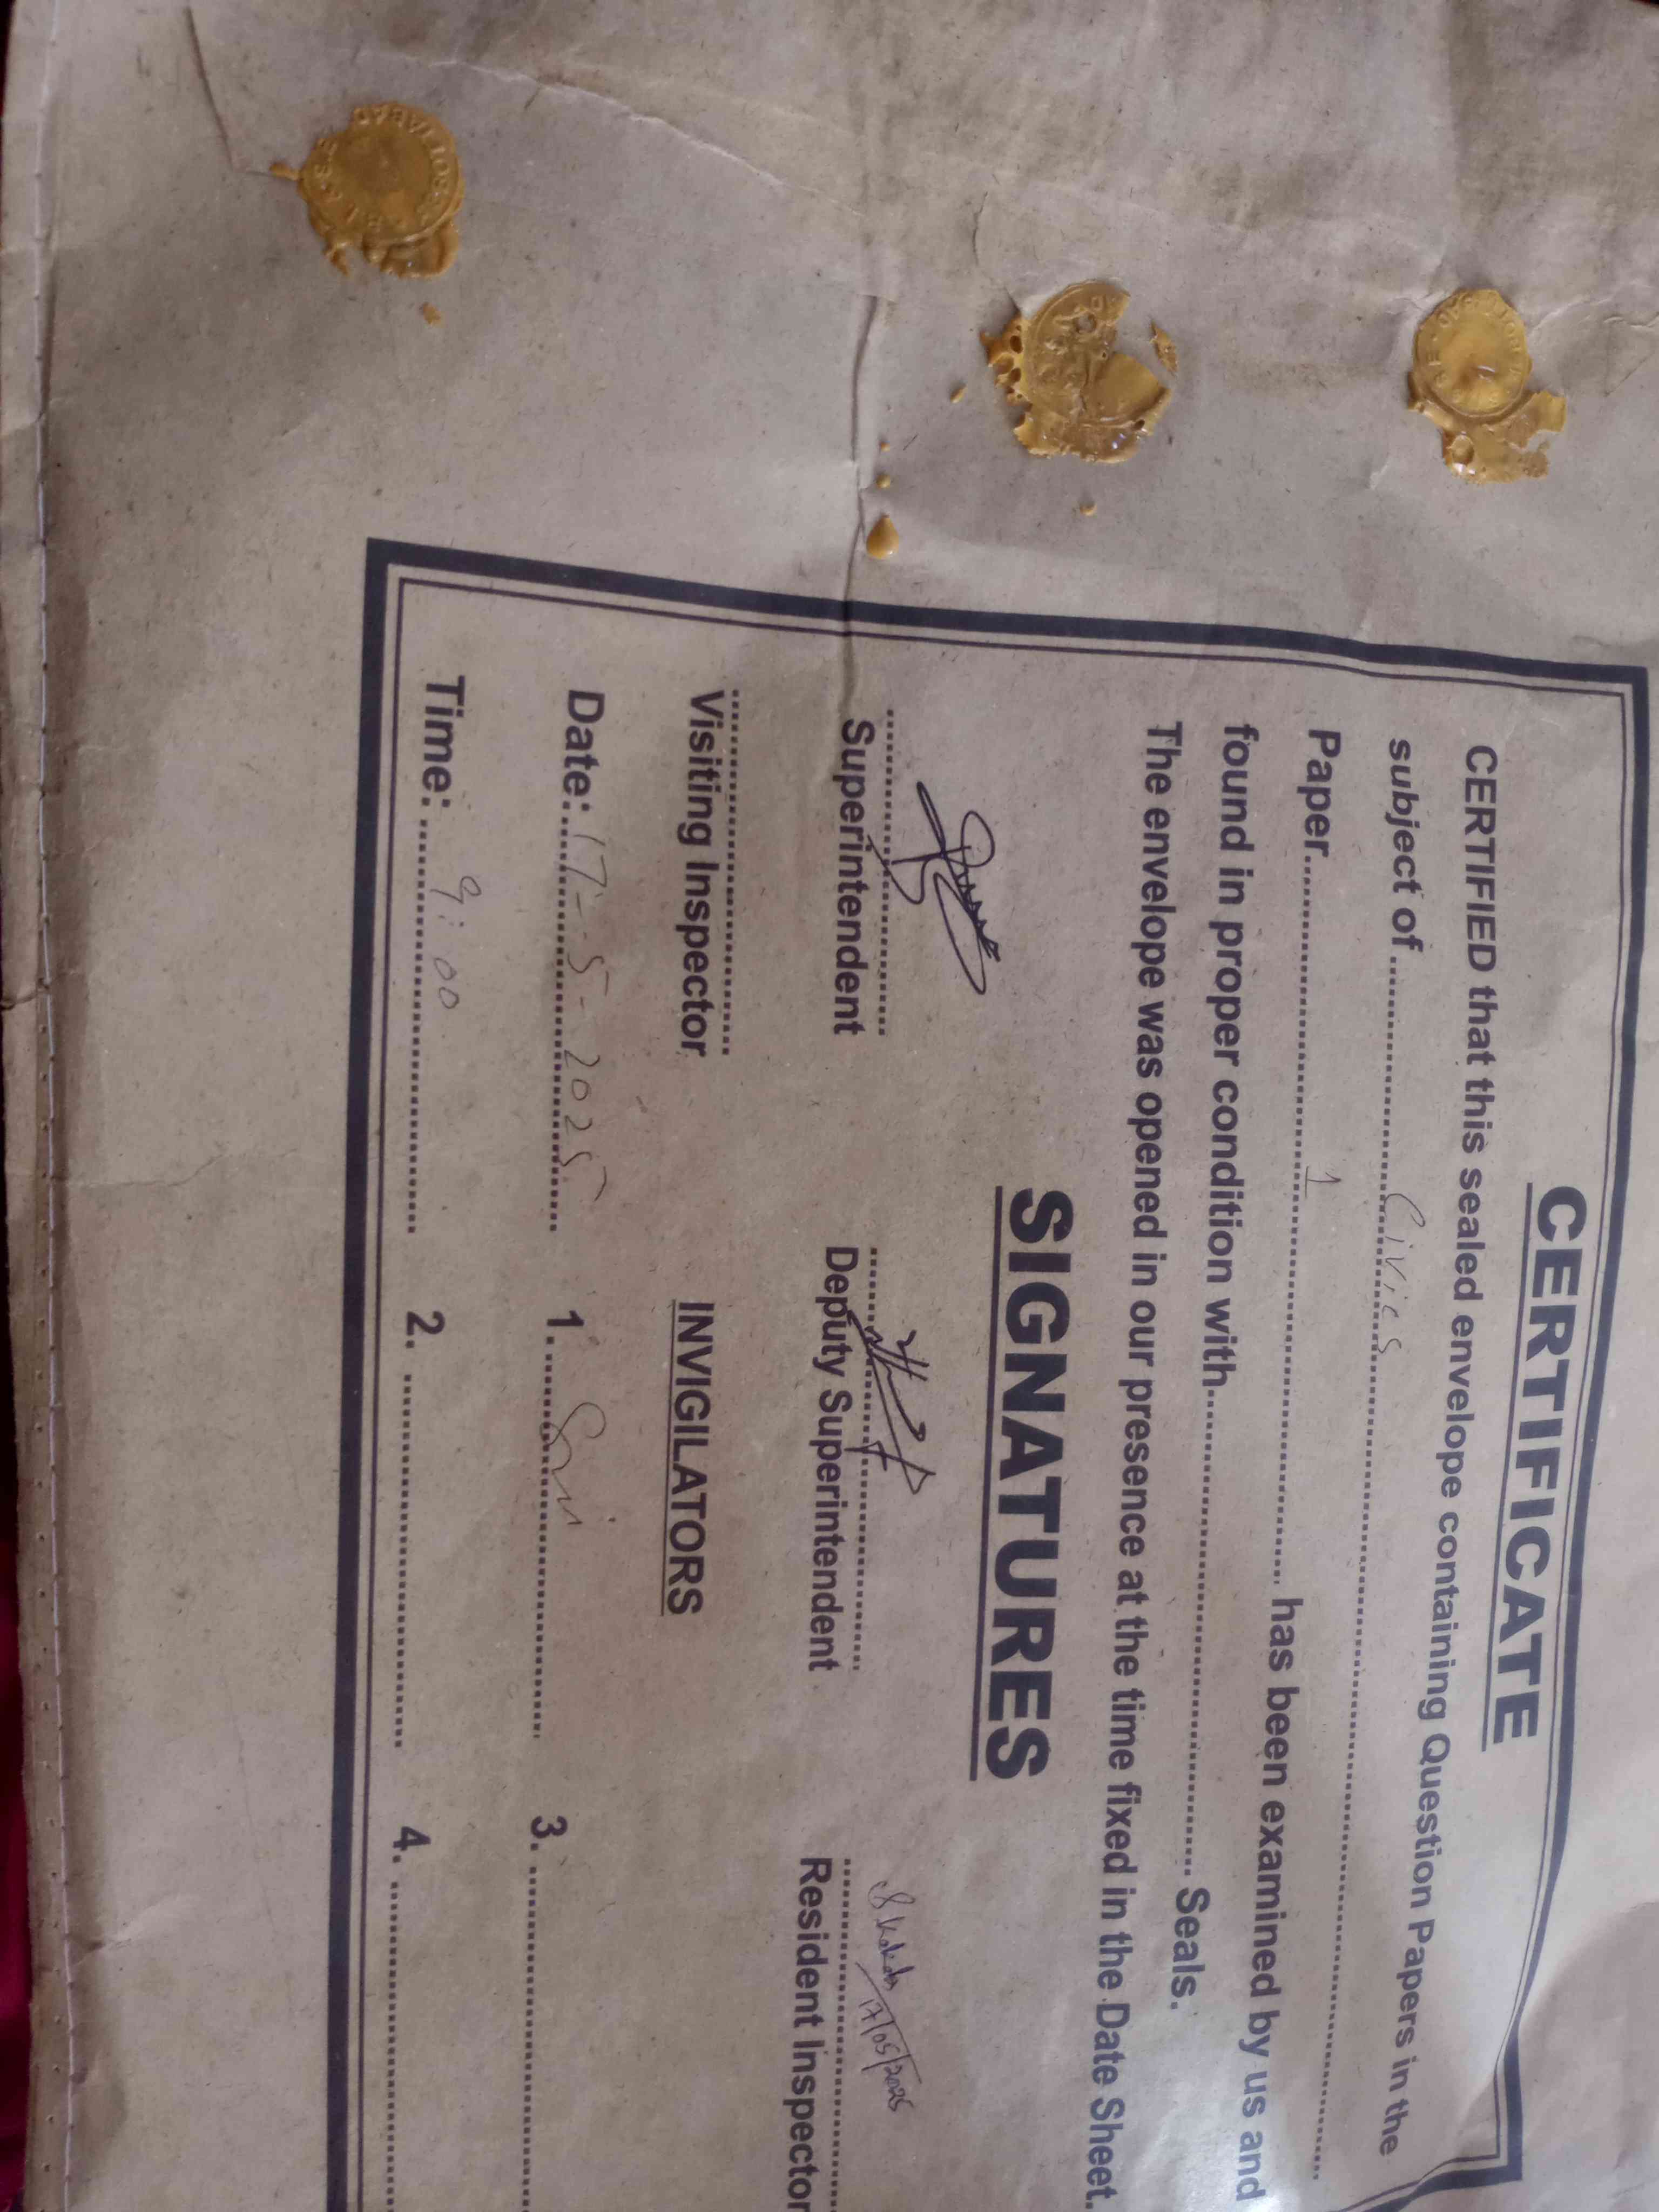 CERTIFICATE
CERTIFIED that this sealed envelope containing Question Papers in the
subject of........Civics........
Paper........1........ has been examined by us and
found in proper condition with................ Seals.
The envelope was opened in our presence at the time fixed in the Date Sheet.
SIGNATURES
17/05/2025
Superintendent Deputy Superintendent Resident Inspector
Visiting Inspector INVIGILATORS
Date: 17-5-2025 1. ................ 3. ................
Time: 9:00 2. ................ 4. ................